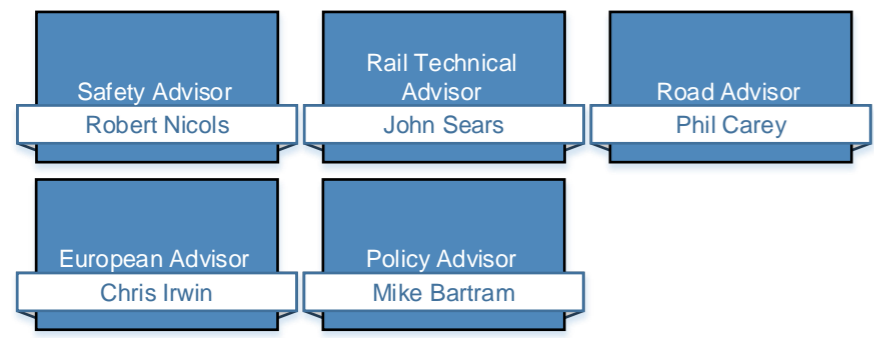 Safety Advisor
Robert Nicols
Rail Technical
Advisor
John Sears
Road Advisor
Phil Carey
European Advisor
Chris Irwin
Policy Advisor
Mike Bartram